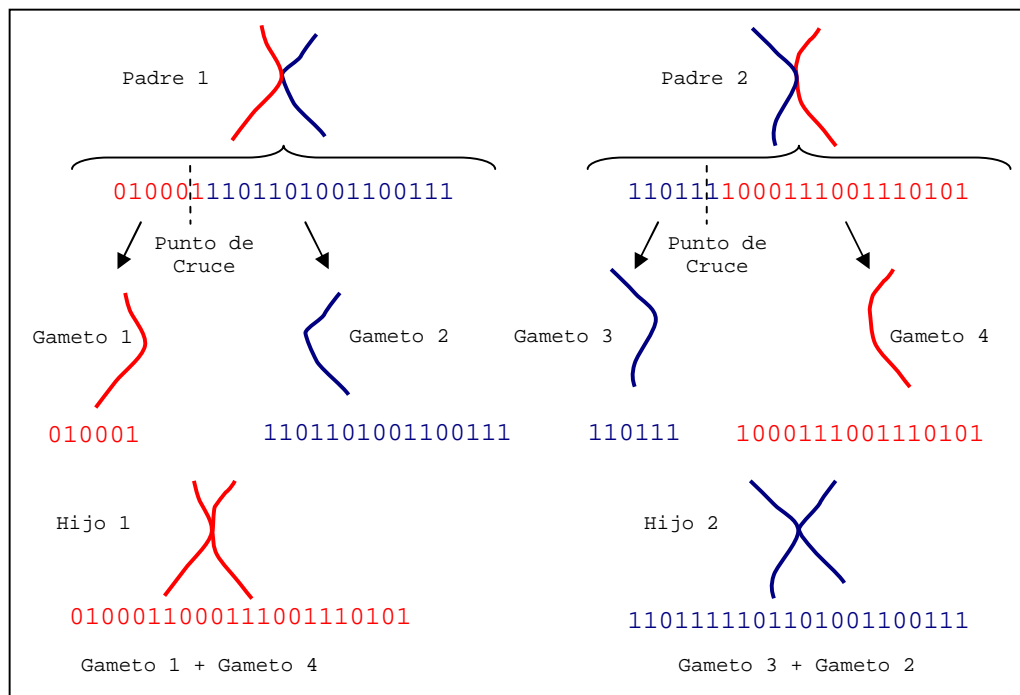 Padre 1
Padre 2
0100011101101001100111
1101111000111001110101
Punto de
Cruce
Punto de
Cruce
Gameto 1
Gameto 2
Gameto 3
Gameto 4
010001
1101101001100111
110111
1000111001110101
Hijo 1
Hijo 2
0100011000111001110101
1101111101101001100111
Gameto 1 + Gameto 4
Gameto 3 + Gameto 2